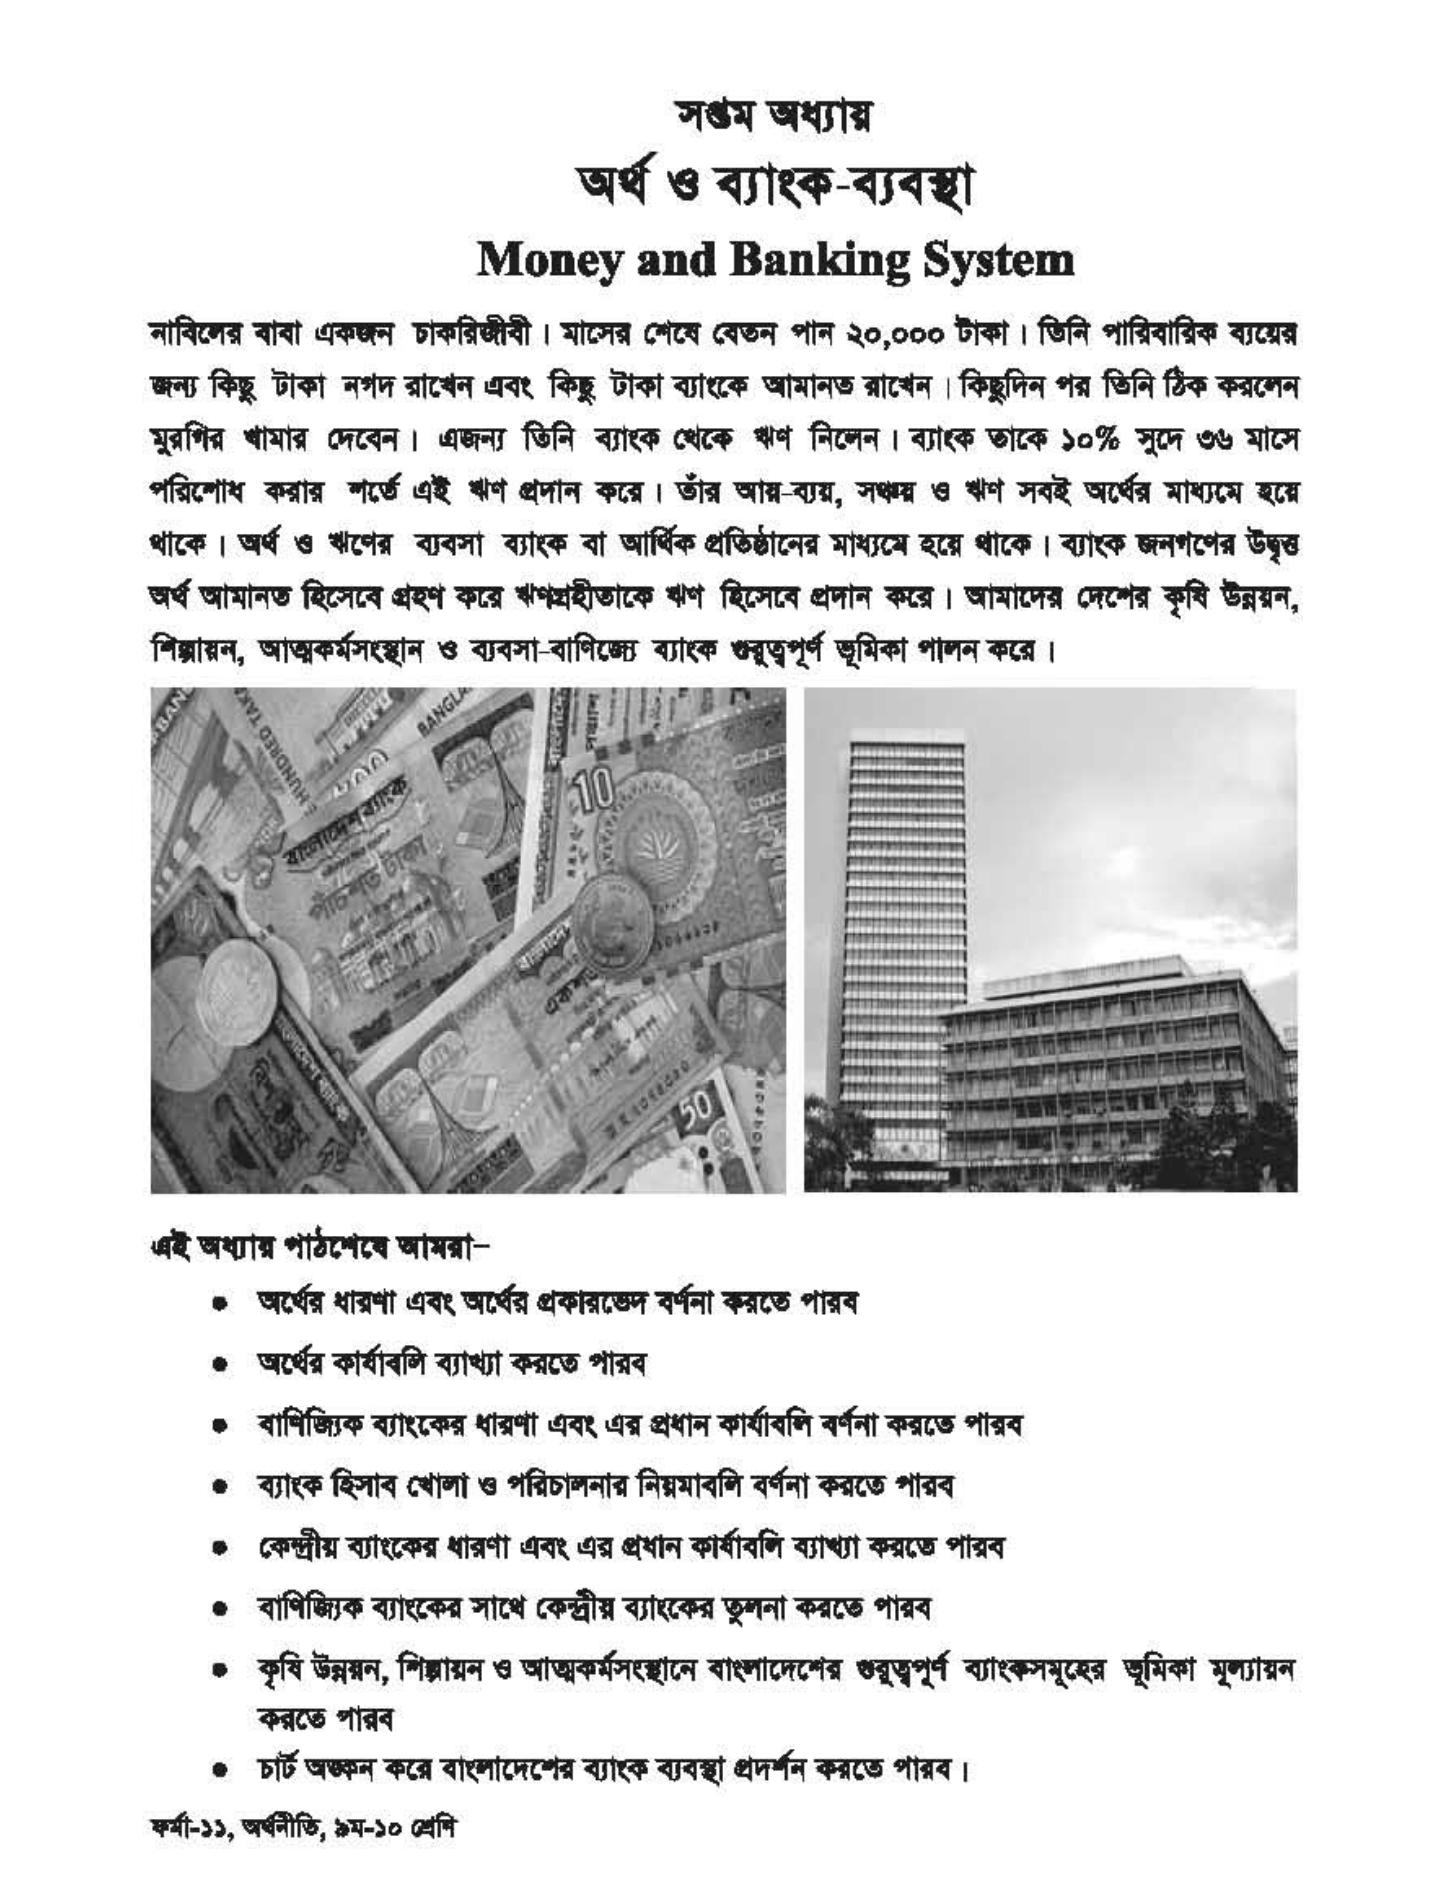 সপ্তম অধ্যায়
অর্থ ও ব্যাংক-ব্যবস্থা
Money and Banking System
নাবিলের বাবা একজন চাকরিজীবী। মাসের শেষে বেতন পান ২০,০০০ টাকা। তিনি পারিবারিক ব্যয়ের
জন্য কিছু টাকা নগদ রাখেন এবং কিছু টাকা ব্যাংকে আমানত রাখেন। কিছুদিন পর তিনি ঠিক করলেন
মুরগির খামার দেবেন। এজন্য তিনি ব্যাংক থেকে ঋণ নিলেন। ব্যাংক তাকে ১০% সুদে ৩৬ মাসে
পরিশোধ করার শর্তে এই ঋণ প্রদান করে। তাঁর আয়-ব্যয়, সঞ্চয় ও ঋণ সবই অর্থের মাধ্যমে হয়ে
থাকে। অর্থ ও ঋণের ব্যবসা ব্যাংক বা আর্থিক প্রতিষ্ঠানের মাধ্যমে হয়ে থাকে। ব্যাংক জনগণের উদ্বৃত্ত
অর্থ আমানত হিসেবে গ্রহণ করে ঋণগ্রহীতাকে ঋণ হিসেবে প্রদান করে। আমাদের দেশের কৃষি উন্নয়ন,
শিল্পায়ন, আত্মকর্মসংস্থান ও ব্যবসা-বাণিজ্যে ব্যাংক গুরুত্বপূর্ণ ভূমিকা পালন করে।
HUNDRED TAKA
BANGLA
বাংলাদেশ ব্যাংক
পাঁচশত টাকা
10
একশত
50
এই অধ্যায় পাঠশেষে আমরা–
● অর্থের ধারণা এবং অর্থের প্রকারভেদ বর্ণনা করতে পারব
● অর্থের কার্যাবলি ব্যাখ্যা করতে পারব
● বাণিজ্যিক ব্যাংকের ধারণা এবং এর প্রধান কার্যাবলি বর্ণনা করতে পারব
● ব্যাংক হিসাব খোলা ও পরিচালনার নিয়মাবলি বর্ণনা করতে পারব
● কেন্দ্রীয় ব্যাংকের ধারণা এবং এর প্রধান কার্যাবলি ব্যাখ্যা করতে পারব
● বাণিজ্যিক ব্যাংকের সাথে কেন্দ্রীয় ব্যাংকের তুলনা করতে পারব
● কৃষি উন্নয়ন, শিল্পায়ন ও আত্মকর্মসংস্থানে বাংলাদেশের গুরুত্বপূর্ণ ব্যাংকসমূহের ভূমিকা মূল্যায়ন
করতে পারব
● চার্ট অঙ্কন করে বাংলাদেশের ব্যাংক ব্যবস্থা প্রদর্শন করতে পারব।
ফর্মা-১১, অর্থনীতি, ৯ম-১০ শ্রেণি